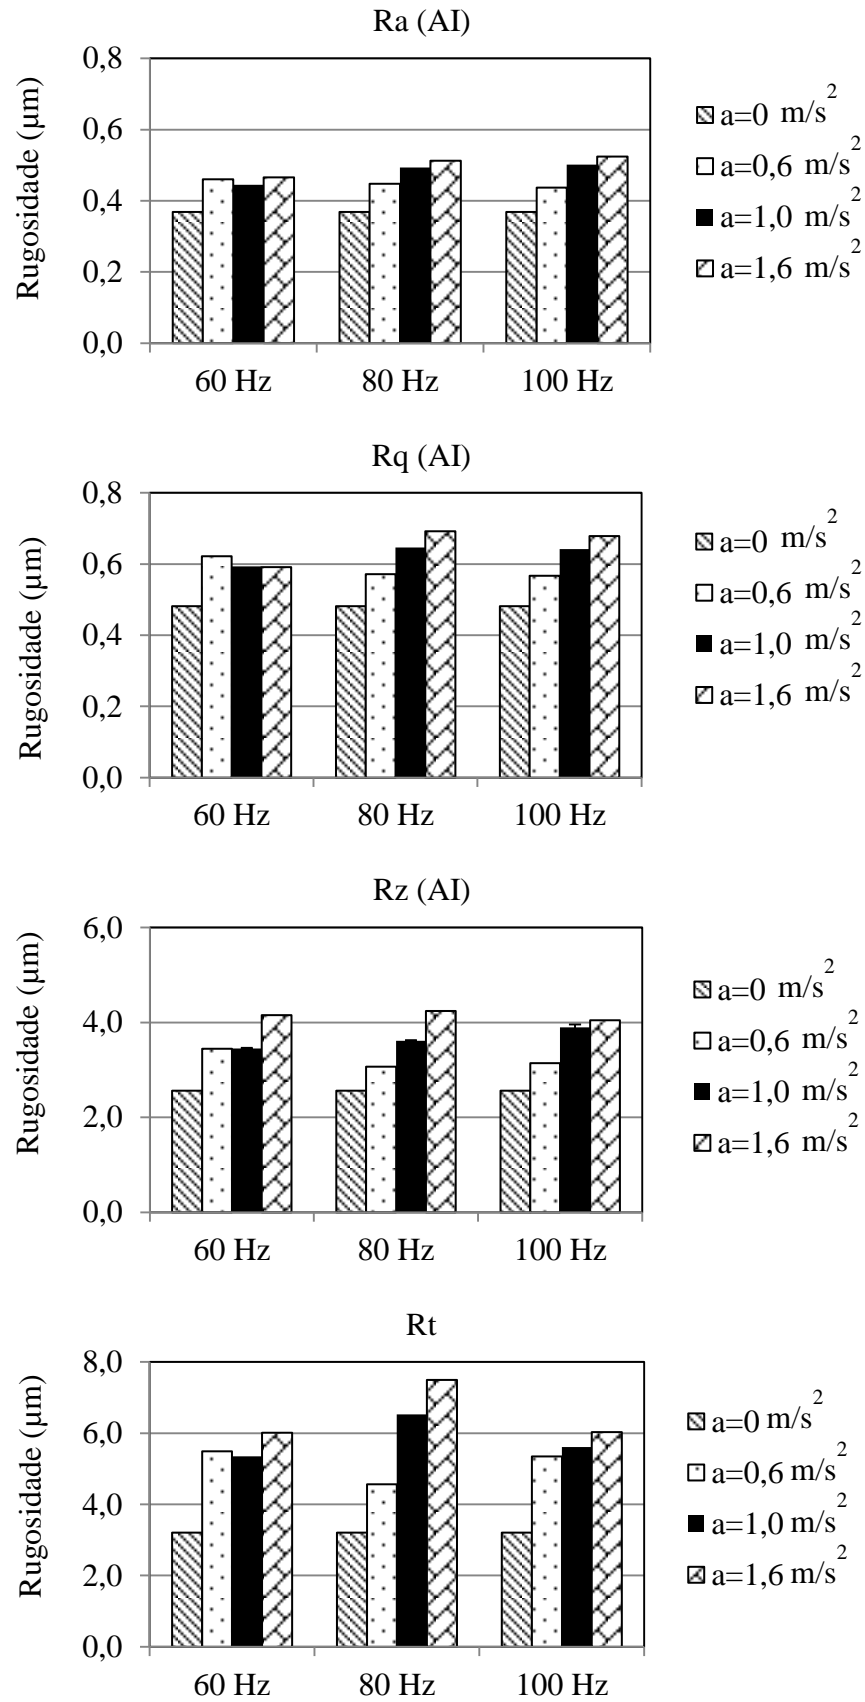 Ra (AI)
Rugosidade (µm)
0,8
0,6
0,4
0,2
0,0
60 Hz
80 Hz
100 Hz
a=0 m/s²
a=0,6 m/s²
a=1,0 m/s²
a=1,6 m/s²
Rq (AI)
Rugosidade (µm)
0,8
0,6
0,4
0,2
0,0
60 Hz
80 Hz
100 Hz
a=0 m/s²
a=0,6 m/s²
a=1,0 m/s²
a=1,6 m/s²
Rz (AI)
Rugosidade (µm)
6,0
4,0
2,0
0,0
60 Hz
80 Hz
100 Hz
a=0 m/s²
a=0,6 m/s²
a=1,0 m/s²
a=1,6 m/s²
Rt
Rugosidade (µm)
8,0
6,0
4,0
2,0
0,0
60 Hz
80 Hz
100 Hz
a=0 m/s²
a=0,6 m/s²
a=1,0 m/s²
a=1,6 m/s²